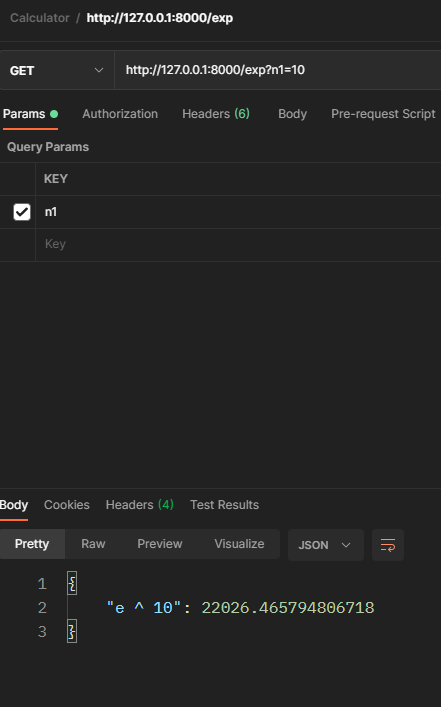 Calculator / http://127.0.0.1:8000/exp
GET http://127.0.0.1:8000/exp?n1=10
Params Authorization Headers (6) Body Pre-request Script
Query Params
KEY
n1
Key
Body Cookies Headers (4) Test Results
Pretty Raw Preview Visualize JSON
1 {
2 "e ^ 10": 22026.465794806718
3 }